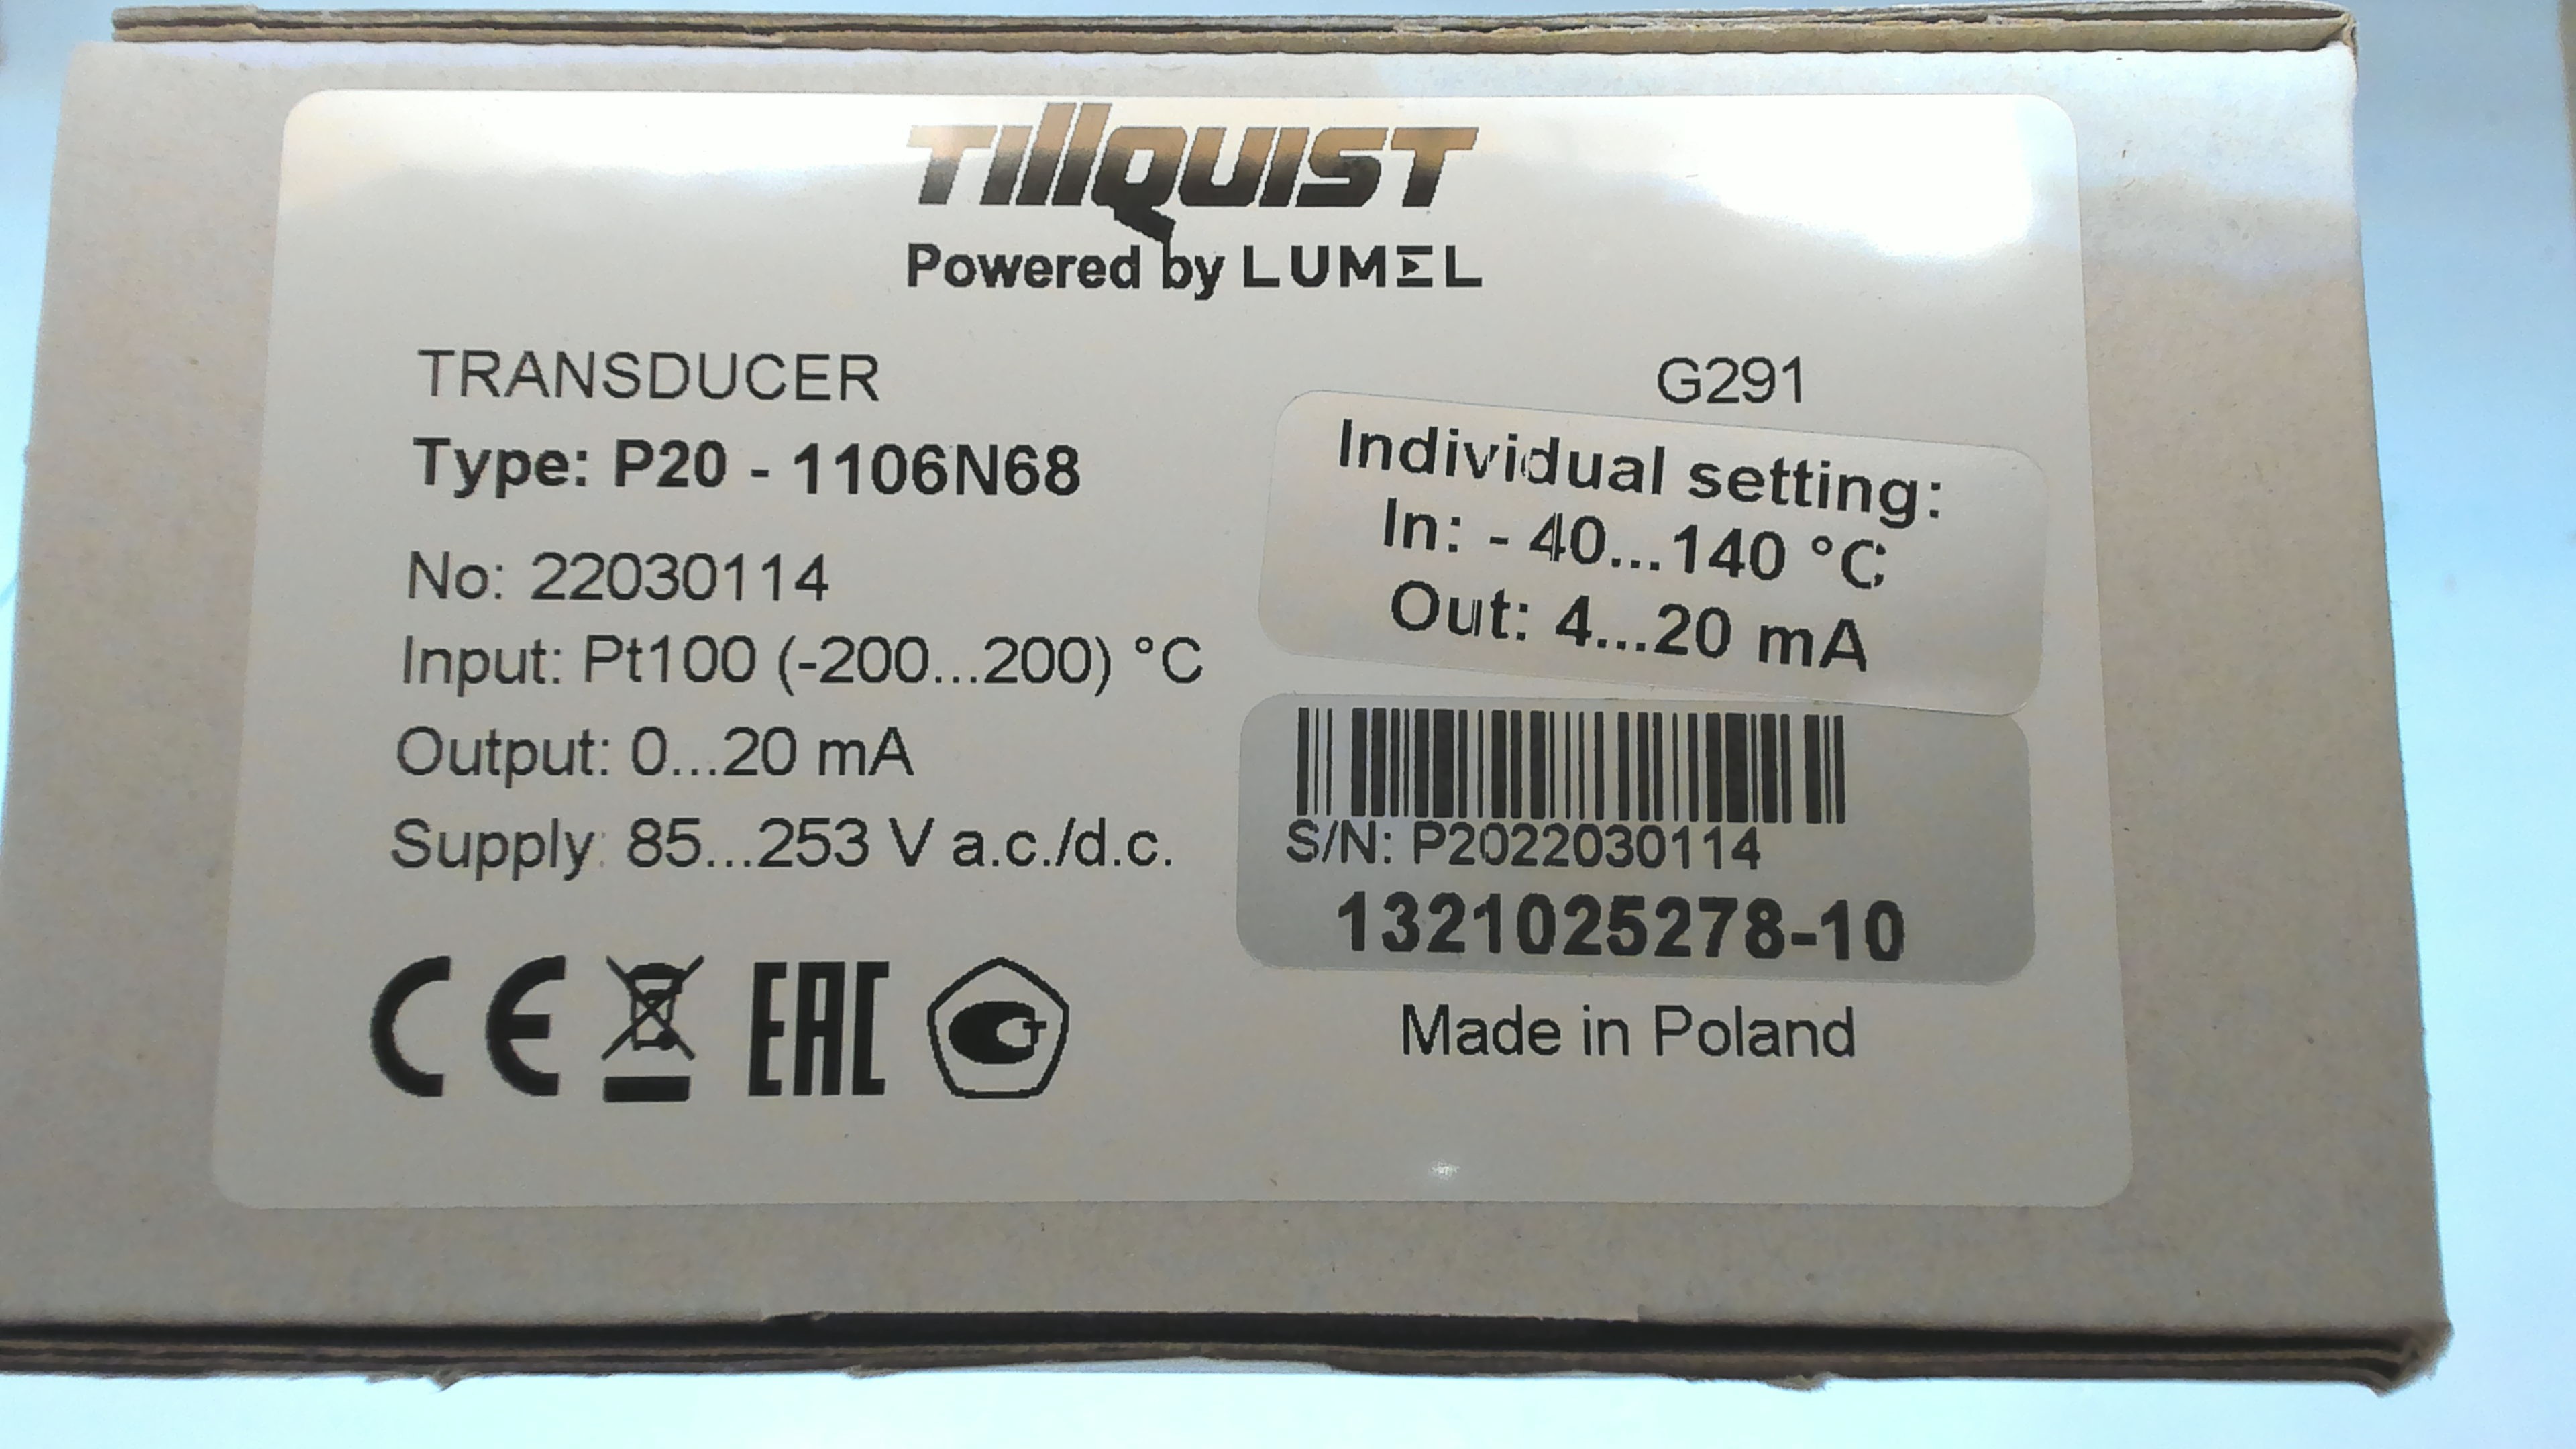 TILLQUIST
Powered by LUMEL
TRANSDUCER
G291
Type: P20 - 1106N68
Individual setting:
In: - 40...140 °C
Out: 4...20 mA
No: 22030114
Input: Pt100 (-200...200) °C
Output: 0...20 mA
Supply: 85...253 V a.c./d.c.
S/N: P2022030114
1321025278-10
CE EAC
Made in Poland